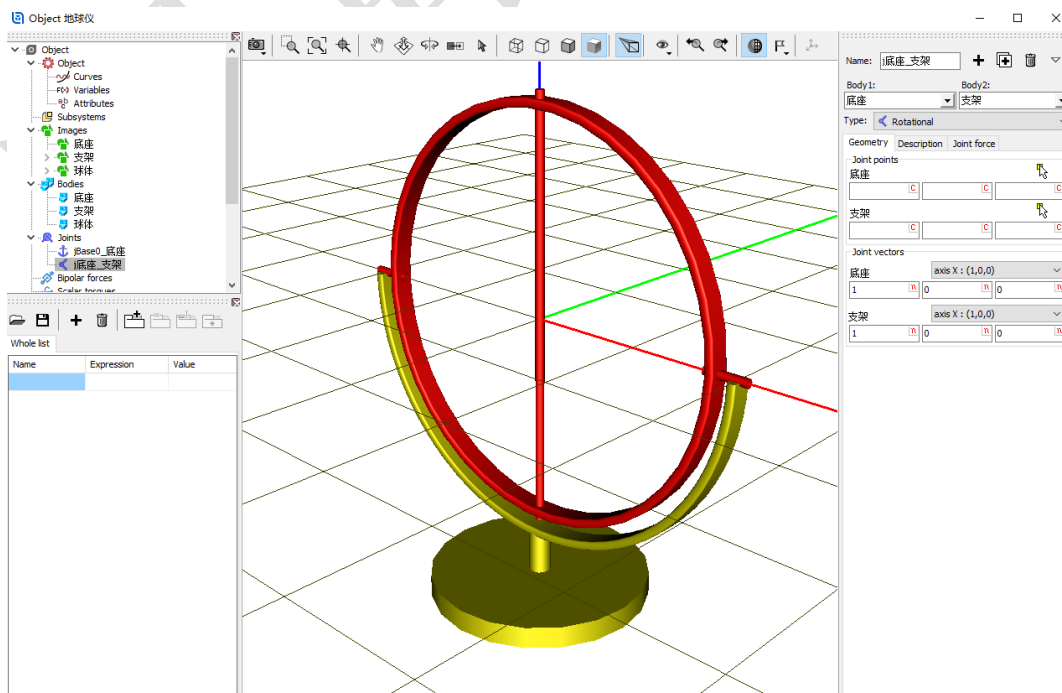 Object 地球仪
Object
Object
Curves
F(x) Variables
ab c Attributes
Subsystems
Images
底座
支架
球体
Bodies
底座
支架
球体
Joints
jBase0_底座
j底座_支架
Bipolar forces
Scalar torques
Whole list
Name Expression Value
Name: j底座_支架
Body1: Body2:
底座 支架
Type: Rotational
Geometry Description Joint force
Joint points
底座
C C C
支架
C C C
Joint vectors
底座 axis X : (1,0,0)
1 n 0 n 0 n
支架 axis X : (1,0,0)
1 n 0 n 0 n